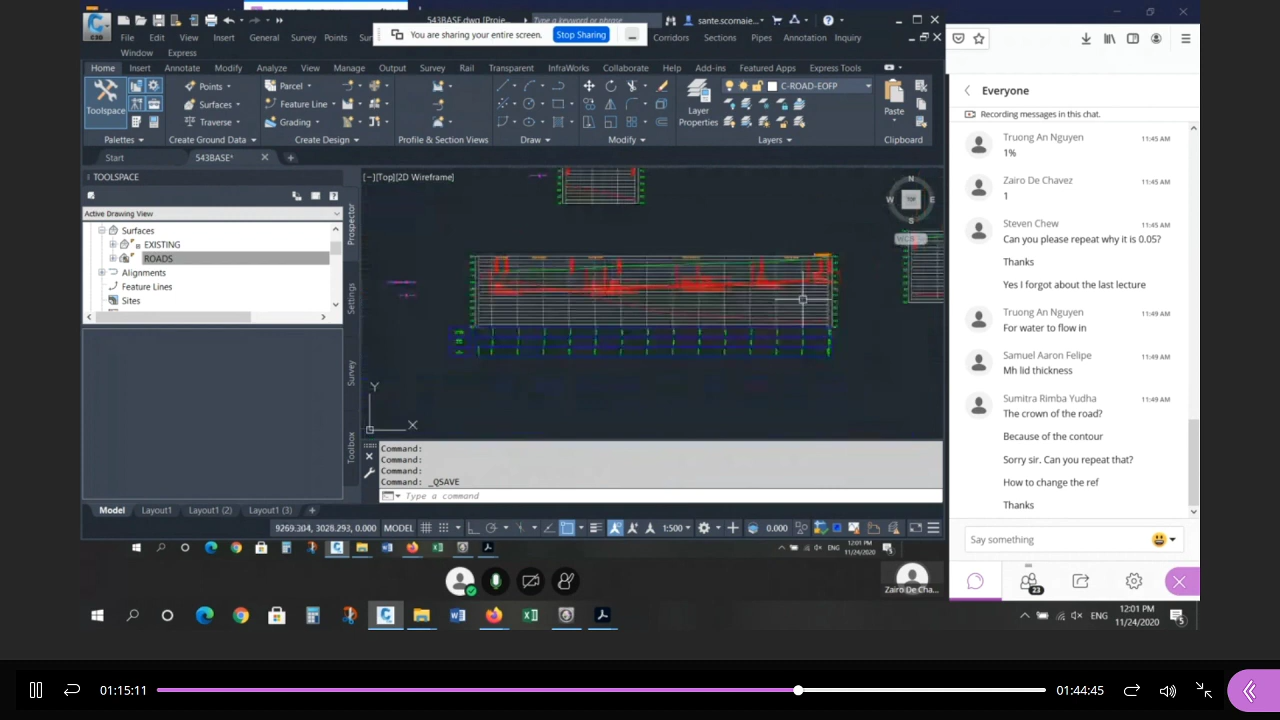 543BASE.dwg [Proje...
Type a keyword or phrase
sante.scomaie...
C3D
File
Edit
View
Insert
General
Survey
Points
Su
You are sharing your entire screen.
Stop Sharing
Corridors
Sections
Pipes
Annotation
Inquiry
Window
Express
Home
Insert
Annotate
Modify
Analyze
View
Manage
Output
Survey
Rail
Transparent
InfraWorks
Collaborate
Help
Add-ins
Featured Apps
Express Tools
Toolspace
Points
Surfaces
Traverse
Parcel
Feature Line
Grading
Layer
Properties
C-ROAD-EOFP
Paste
Palettes
Create Ground Data
Create Design
Profile & Section Views
Draw
Modify
Layers
Clipboard
Start
543BASE*
TOOLSPACE
Active Drawing View
Surfaces
EXISTING
ROADS
Alignments
Feature Lines
Sites
Prospector
Settings
Survey
Toolbox
[−][Top][2D Wireframe]
N
W
TOP
E
S
WCS
Y
X
Command:
Command:
Command:
Command: _QSAVE
Type a command
Model
Layout1
Layout1 (2)
Layout1 (3)
9269.304, 3028.293, 0.000
MODEL
1:500
0.000
ENG
12:01 PM
11/24/2020
Zairo De Cha...
Everyone
Recording messages in this chat.
Truong An Nguyen
11:45 AM
1%
Zairo De Chavez
11:45 AM
1
Steven Chew
11:45 AM
Can you please repeat why it is 0.05?
Thanks
Yes I forgot about the last lecture
Truong An Nguyen
11:49 AM
For water to flow in
Samuel Aaron Felipe
11:49 AM
Mh lid thickness
Sumitra Rimba Yudha
11:49 AM
The crown of the road?
Because of the contour
Sorry sir. Can you repeat that?
How to change the ref
Thanks
Say something
23
ENG
12:01 PM
11/24/2020
5
01:15:11
01:44:45